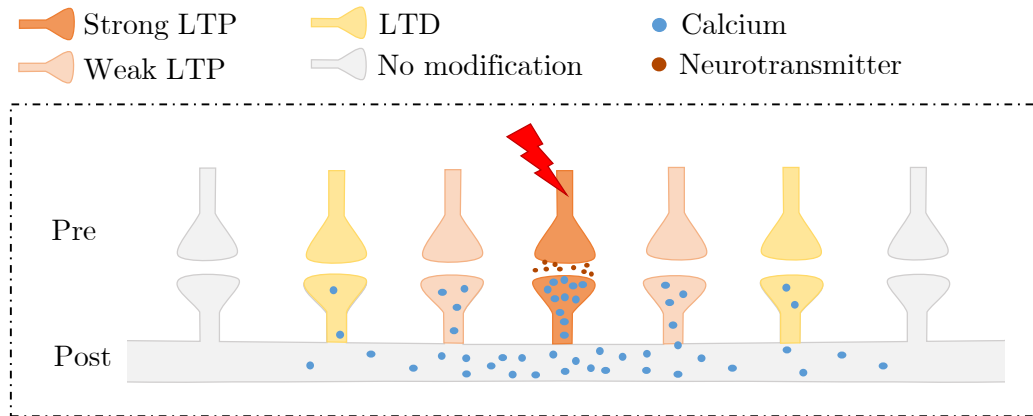 Strong LTP LTD Calcium
Weak LTP No modification Neurotransmitter
Pre
Post